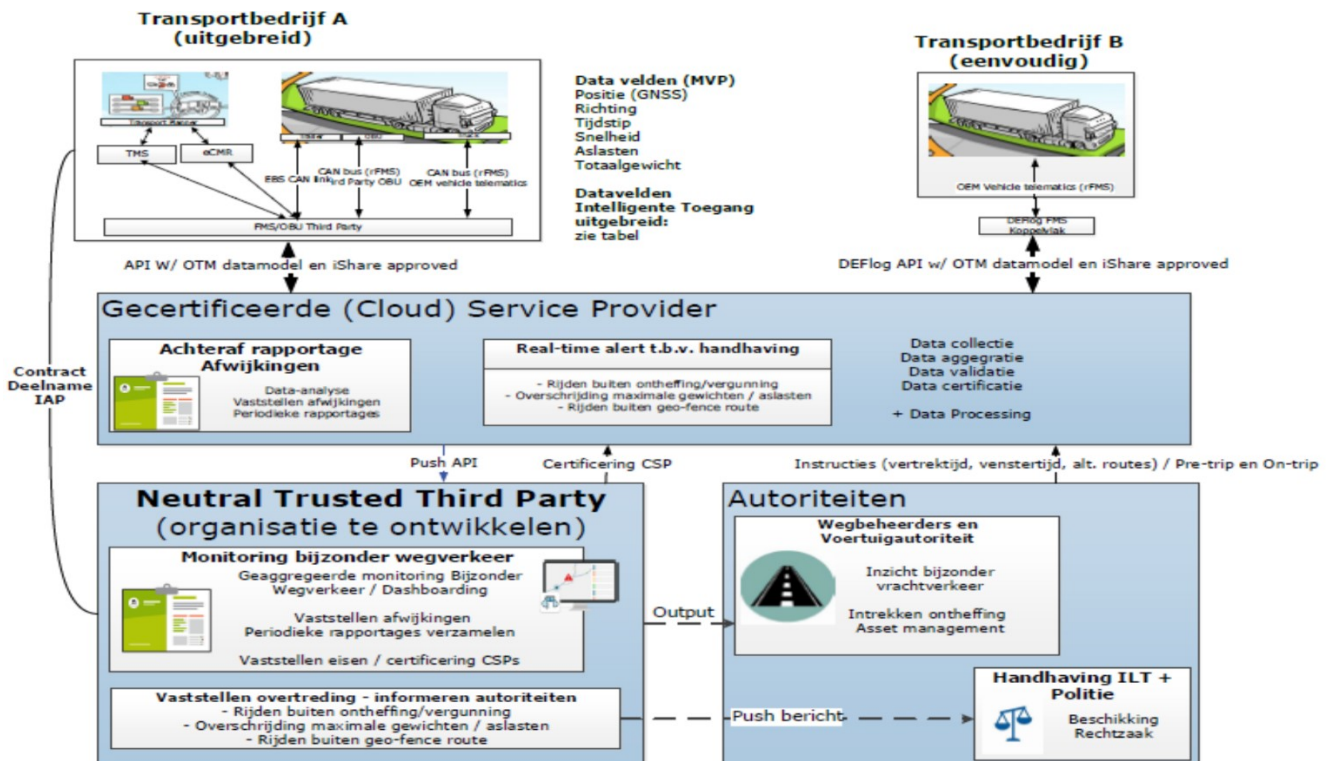 Transportbedrijf A
(uitgebreid)
Transport Planner
TMS
eCMR
Trailer
OBU
Truck
EBS CAN link
CAN bus (rFMS)
ird Party OBU
CAN bus (rFMS)
OEM vehicle telematics
FMS/OBU Third Party
Data velden (MVP)
Positie (GNSS)
Richting
Tijdstip
Snelheid
Aslasten
Totaalgewicht
Datavelden
Intelligente Toegang
uitgebreid:
zie tabel
Transportbedrijf B
(eenvoudig)
OEM Vehicle telematics (rFMS)
DEFlog FMS
Koppelvlak
API W/ OTM datamodel en iShare approved
DEFlog API w/ OTM datamodel en iShare approved
Contract
Deelname
IAP
Gecertificeerde (Cloud) Service Provider
Achteraf rapportage
Afwijkingen
Data-analyse
Vaststellen afwijkingen
Periodieke rapportages
Real-time alert t.b.v. handhaving
- Rijden buiten ontheffing/vergunning
- Overschrijding maximale gewichten / aslasten
- Rijden buiten geo-fence route
Data collectie
Data aggegratie
Data validatie
Data certificatie
+ Data Processing
Push API
Certificering CSP
Instructies (vertrektijd, venstertijd, alt. routes) / Pre-trip en On-trip
Neutral Trusted Third Party
(organisatie te ontwikkelen)
Monitoring bijzonder wegverkeer
Geaggregeerde monitoring Bijzonder
Wegverkeer / Dashboarding
Vaststellen afwijkingen
Periodieke rapportages verzamelen
Vaststellen eisen / certificering CSPs
Vaststellen overtreding - informeren autoriteiten
- Rijden buiten ontheffing/vergunning
- Overschrijding maximale gewichten / aslasten
- Rijden buiten geo-fence route
Output
Push bericht
Autoriteiten
Wegbeheerders en
Voertuigautoriteit
Inzicht bijzonder
vrachtverkeer
Intrekken ontheffing
Asset management
Handhaving ILT +
Politie
Beschikking
Rechtzaak